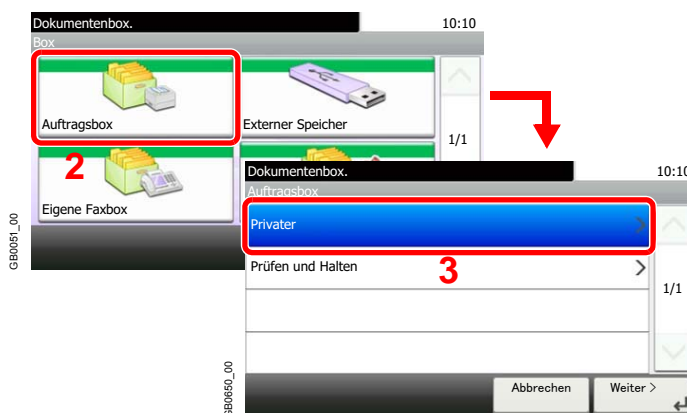 Dokumentenbox. 10:10
Box
Auftragsbox
Externer Speicher
1/1
2
Eigene Faxbox
GB0051_00
Dokumentenbox. 10:10
Auftragsbox
Privater
Prüfen und Halten
3
1/1
Abbrechen
Weiter >
GB0650_00